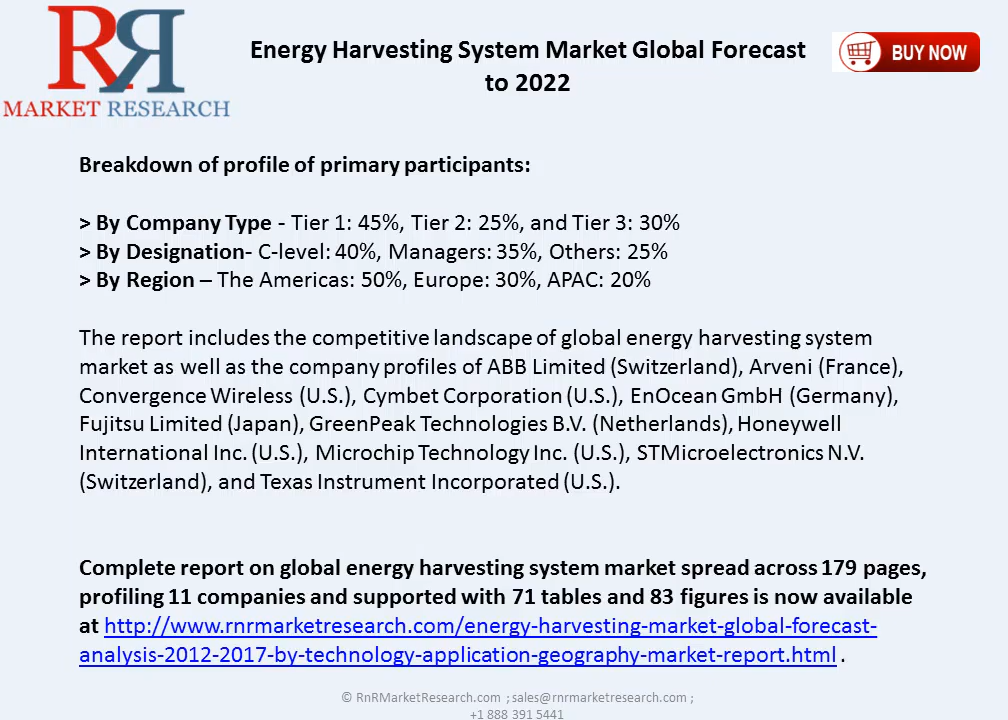 RR
MARKET RESEARCH
Energy Harvesting System Market Global Forecast
to 2022
BUY NOW
Breakdown of profile of primary participants:
> By Company Type - Tier 1: 45%, Tier 2: 25%, and Tier 3: 30%
> By Designation- C-level: 40%, Managers: 35%, Others: 25%
> By Region – The Americas: 50%, Europe: 30%, APAC: 20%
The report includes the competitive landscape of global energy harvesting system
market as well as the company profiles of ABB Limited (Switzerland), Arveni (France),
Convergence Wireless (U.S.), Cymbet Corporation (U.S.), EnOcean GmbH (Germany),
Fujitsu Limited (Japan), GreenPeak Technologies B.V. (Netherlands), Honeywell
International Inc. (U.S.), Microchip Technology Inc. (U.S.), STMicroelectronics N.V.
(Switzerland), and Texas Instrument Incorporated (U.S.).
Complete report on global energy harvesting system market spread across 179 pages,
profiling 11 companies and supported with 71 tables and 83 figures is now available
at http://www.rnrmarketresearch.com/energy-harvesting-market-global-forecast-
analysis-2012-2017-by-technology-application-geography-market-report.html .
© RnRMarketResearch.com ; sales@rnrmarketresearch.com ;
+1 888 391 5441